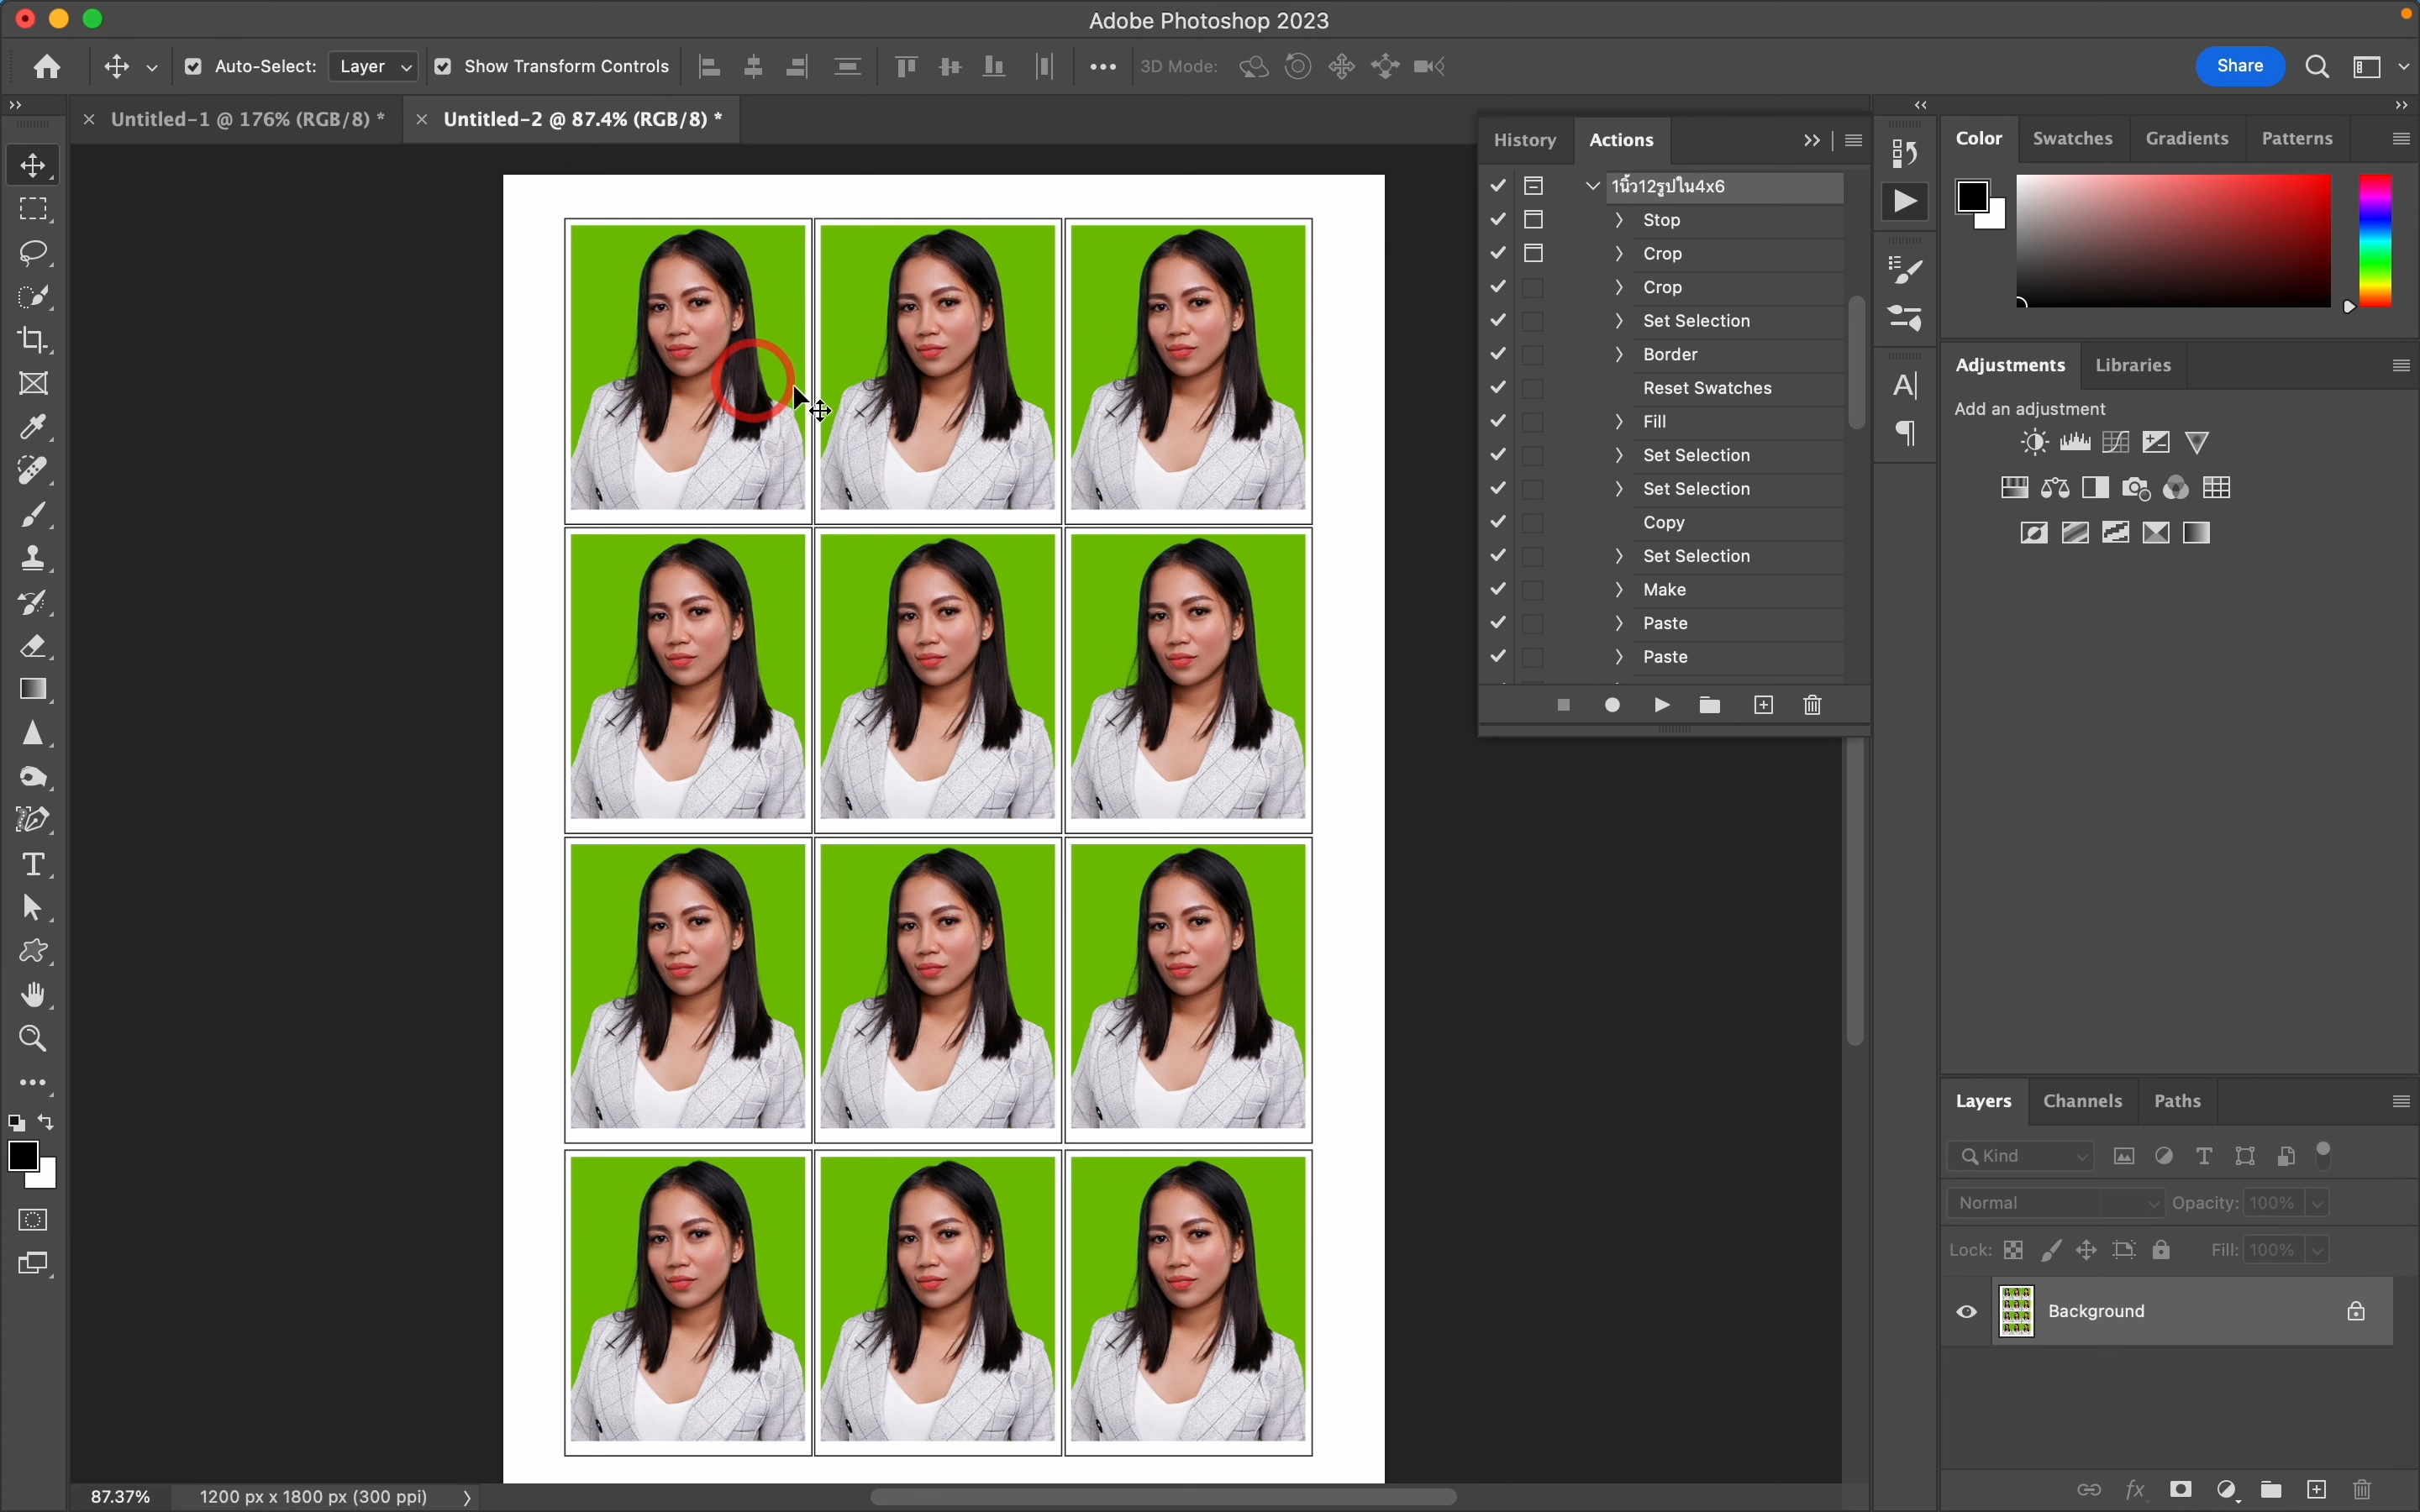 Adobe Photoshop 2023
Auto-Select: Layer Show Transform Controls 3D Mode: Share
Untitled-1 @ 176% (RGB/8) *
Untitled-2 @ 87.4% (RGB/8) *
History Actions
1นิ้ว12รูปใน4x6
Stop
Crop
Crop
Set Selection
Border
Reset Swatches
Fill
Set Selection
Set Selection
Copy
Set Selection
Make
Paste
Paste
Color Swatches Gradients Patterns
Adjustments Libraries
Add an adjustment
Layers Channels Paths
Kind
Normal Opacity: 100%
Lock: Fill: 100%
Background
87.37% 1200 px x 1800 px (300 ppi)